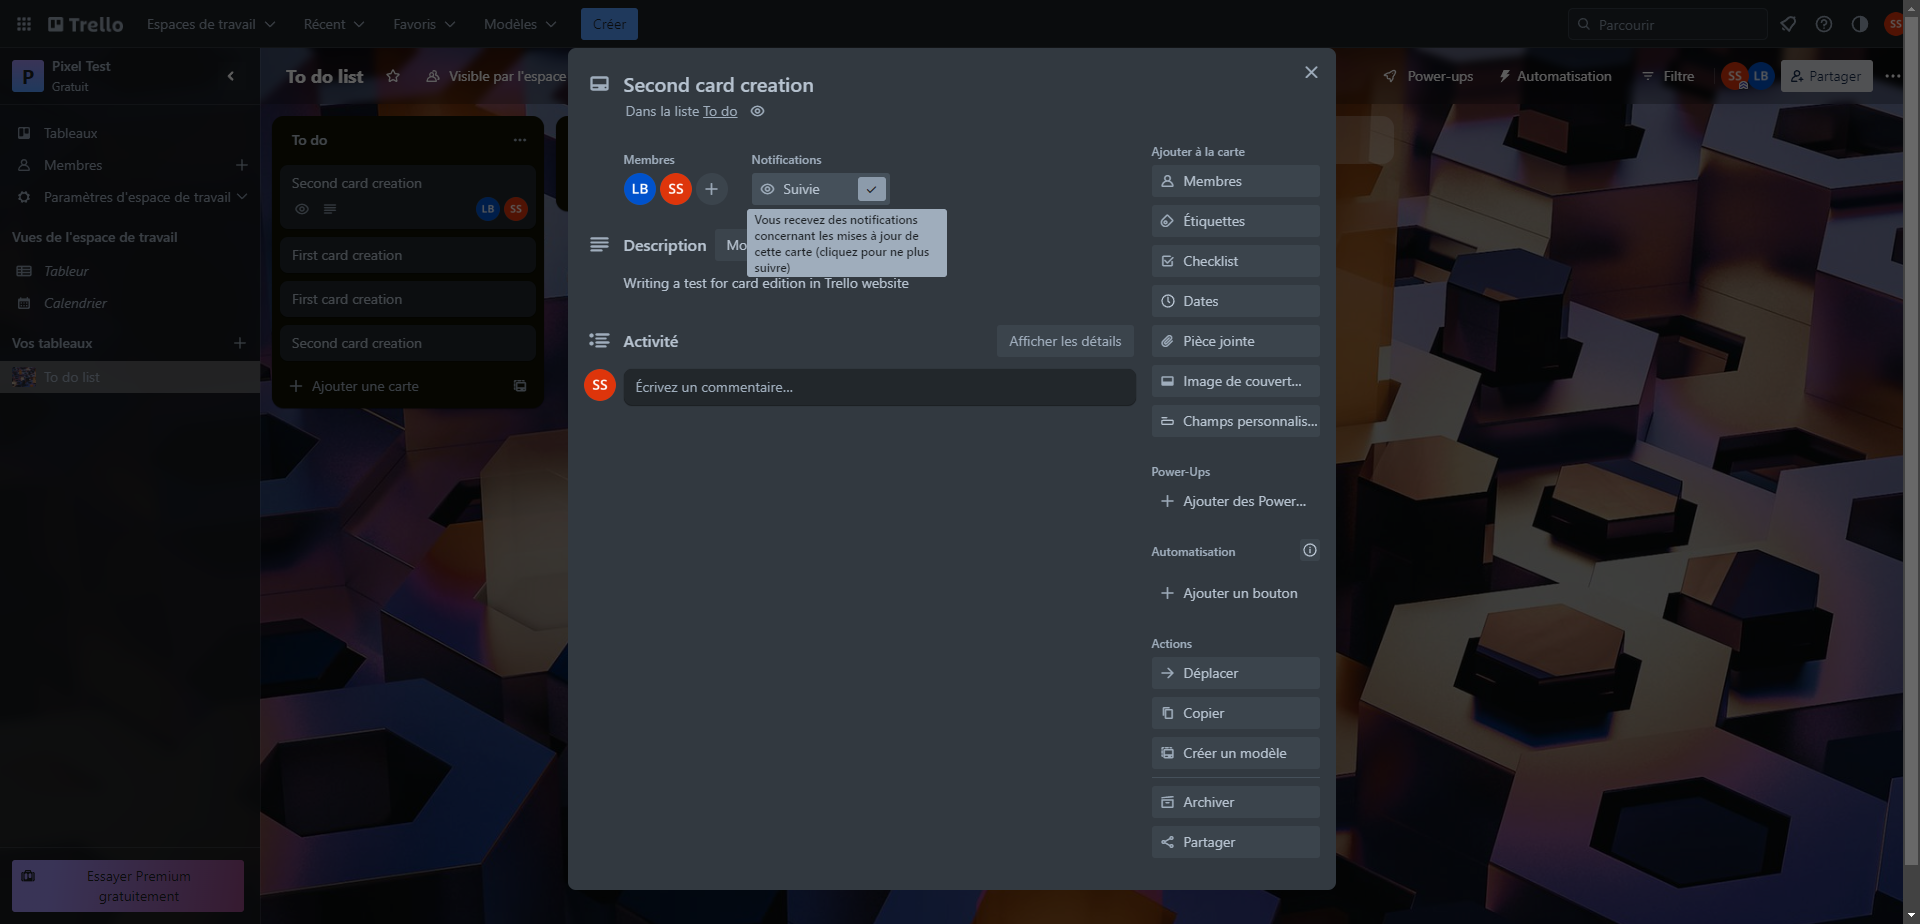 Trello
Espaces de travail
Récent
Favoris
Modèles
Créer
Parcourir
SS
P
Pixel Test
Gratuit
To do list
Visible par l'espace
Power-ups
Automatisation
Filtre
SS
LB
Partager
Tableaux
Membres
Paramètres d'espace de travail
Vues de l'espace de travail
Tableur
Calendrier
Vos tableaux
To do list
Essayer Premium
gratuitement
To do
Second card creation
LB
SS
First card creation
First card creation
Second card creation
Ajouter une carte
Second card creation
Dans la liste To do
Membres
LB
SS
Notifications
Suivie
Vous recevez des notifications
concernant les mises à jour de
cette carte (cliquez pour ne plus
suivre)
Description
Mo
Writing a test for card edition in Trello website
Activité
Afficher les détails
SS
Écrivez un commentaire…
Ajouter à la carte
Membres
Étiquettes
Checklist
Dates
Pièce jointe
Image de couvert...
Champs personnalis...
Power-Ups
Ajouter des Power...
Automatisation
Ajouter un bouton
Actions
Déplacer
Copier
Créer un modèle
Archiver
Partager